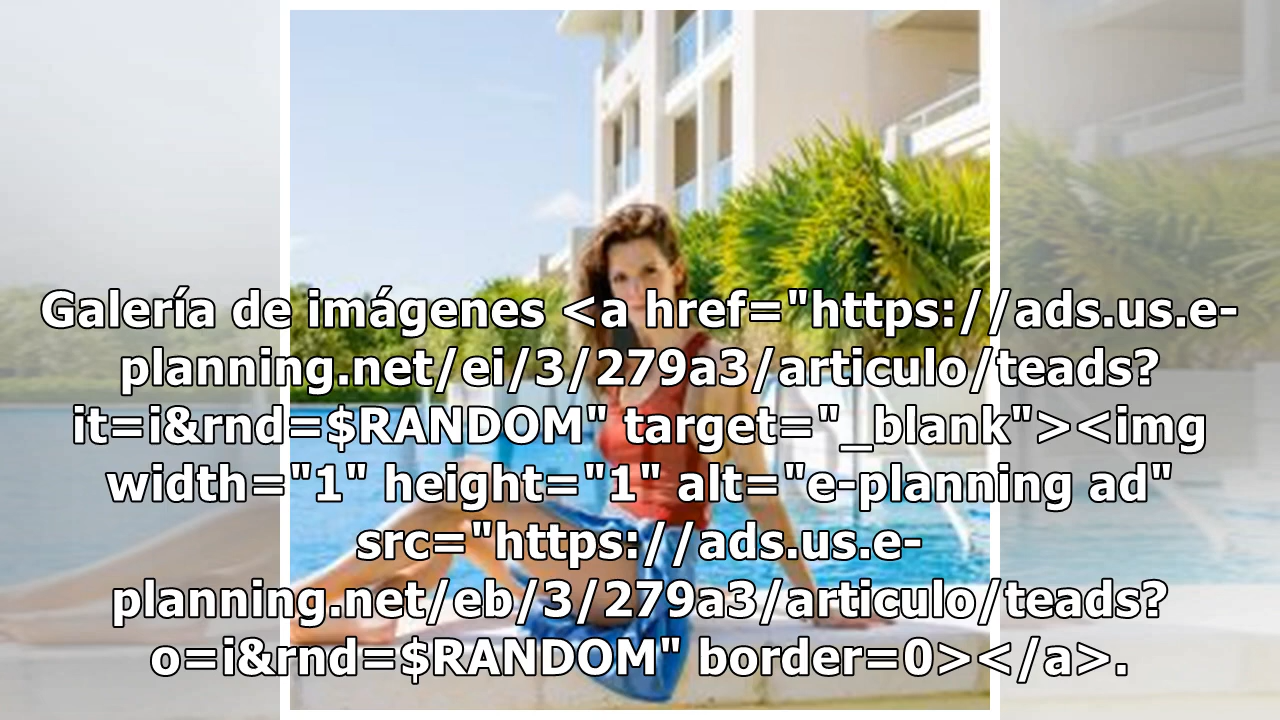 Galería de imágenes <a href="https://ads.us.e-
planning.net/ei/3/279a3/articulo/teads?
it=i&rnd=$RANDOM" target="_blank"><img
width="1" height="1" alt="e-planning ad"
src="https://ads.us.e-
planning.net/eb/3/279a3/articulo/teads?
o=i&rnd=$RANDOM" border=0></a>.